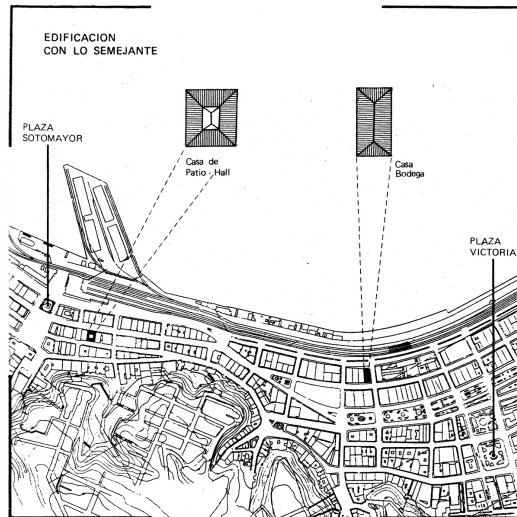 EDIFICACION
CON LO SEMEJANTE
PLAZA
SOTOMAYOR
Casa de
Patio - Hall
Casa
Bodega
PLAZA
VICTORIA